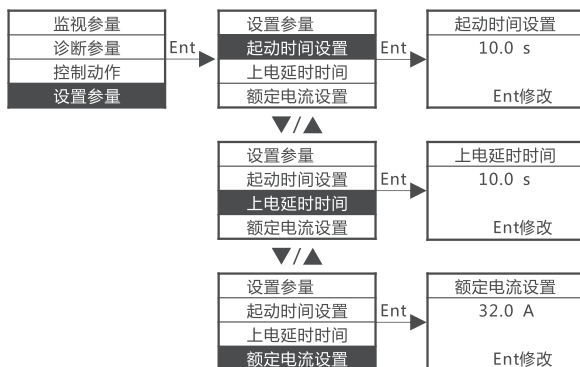 监视参量
诊断参量
控制动作
设置参量
Ent
设置参量
起动时间设置
上电延时时间
额定电流设置
Ent
起动时间设置
10.0 s
Ent修改
▼/▲
设置参量
起动时间设置
上电延时时间
额定电流设置
Ent
上电延时时间
10.0 s
Ent修改
▼/▲
设置参量
起动时间设置
上电延时时间
额定电流设置
Ent
额定电流设置
32.0 A
Ent修改